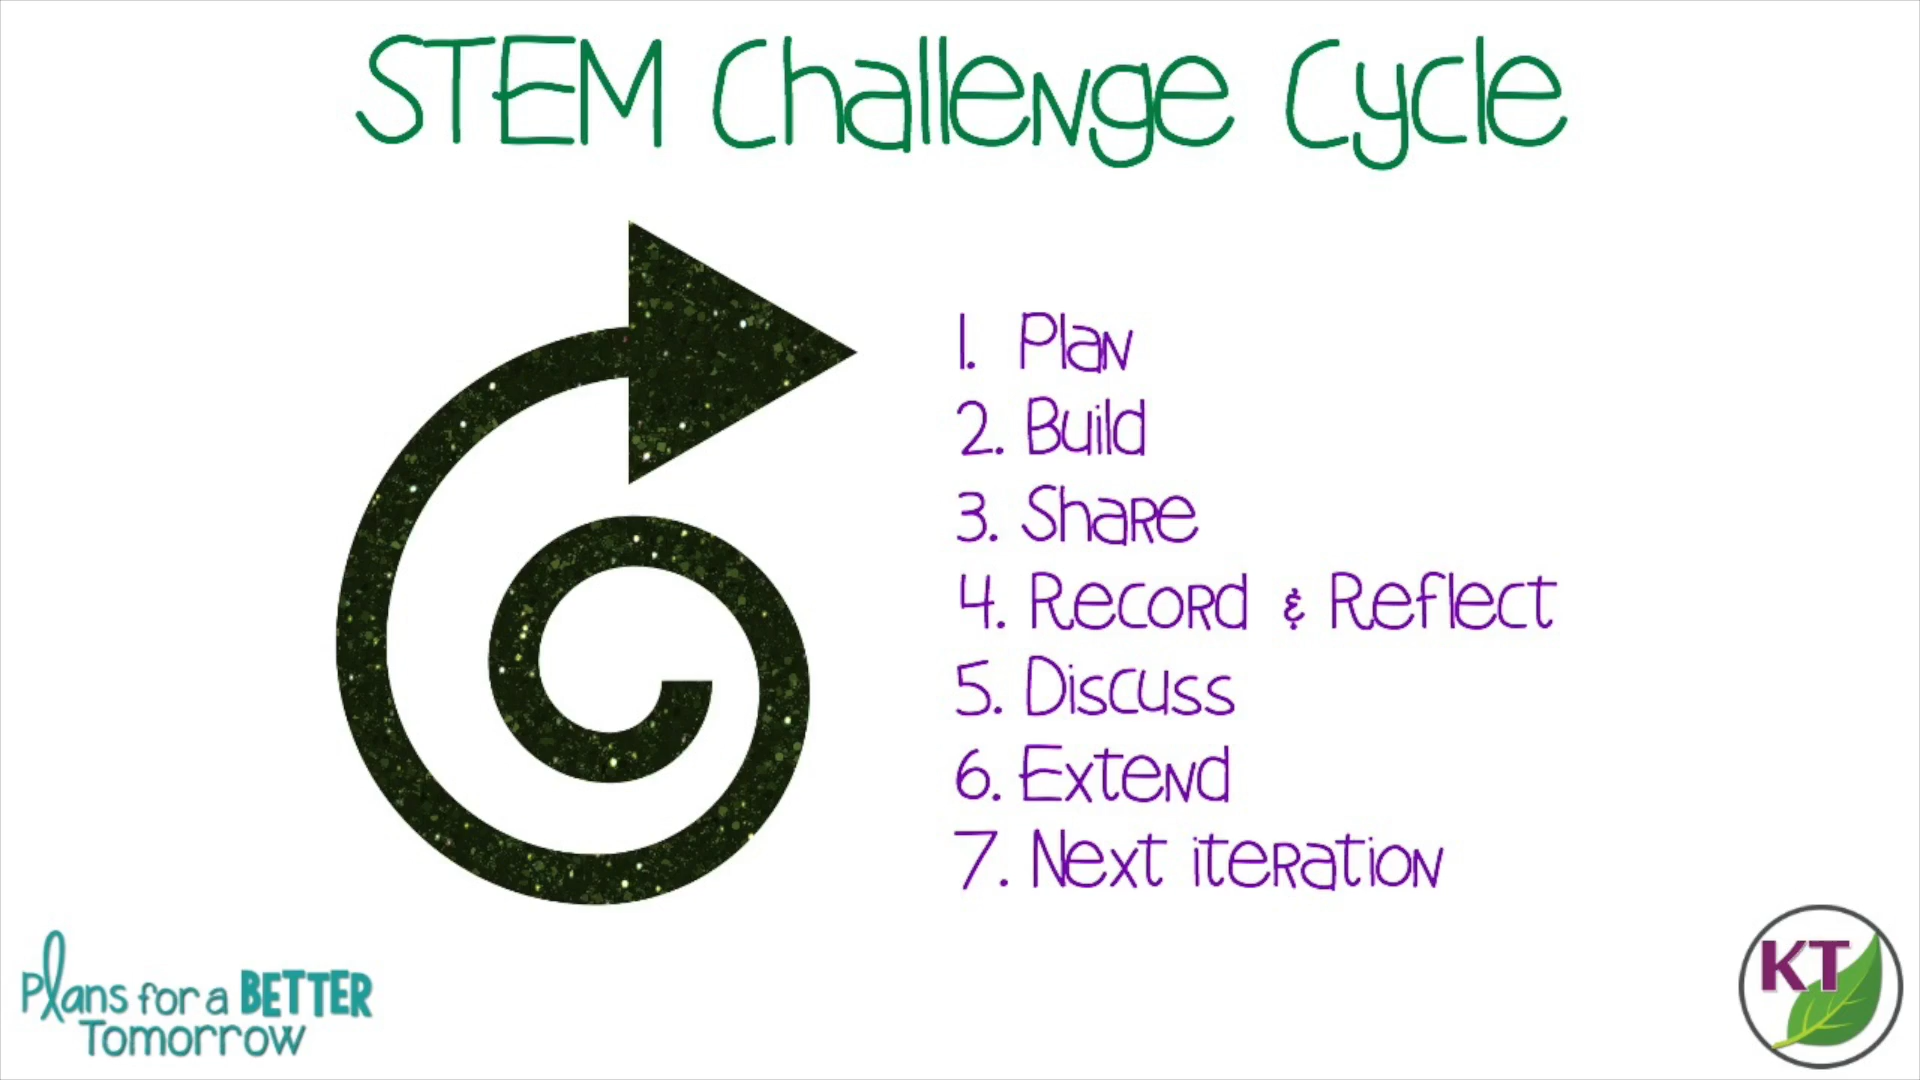 STEM Challenge Cycle
1. Plan
2. Build
3. Share
4. Record & Reflect
5. Discuss
6. Extend
7. Next iteration
Plans for a BETTER
Tomorrow
KT